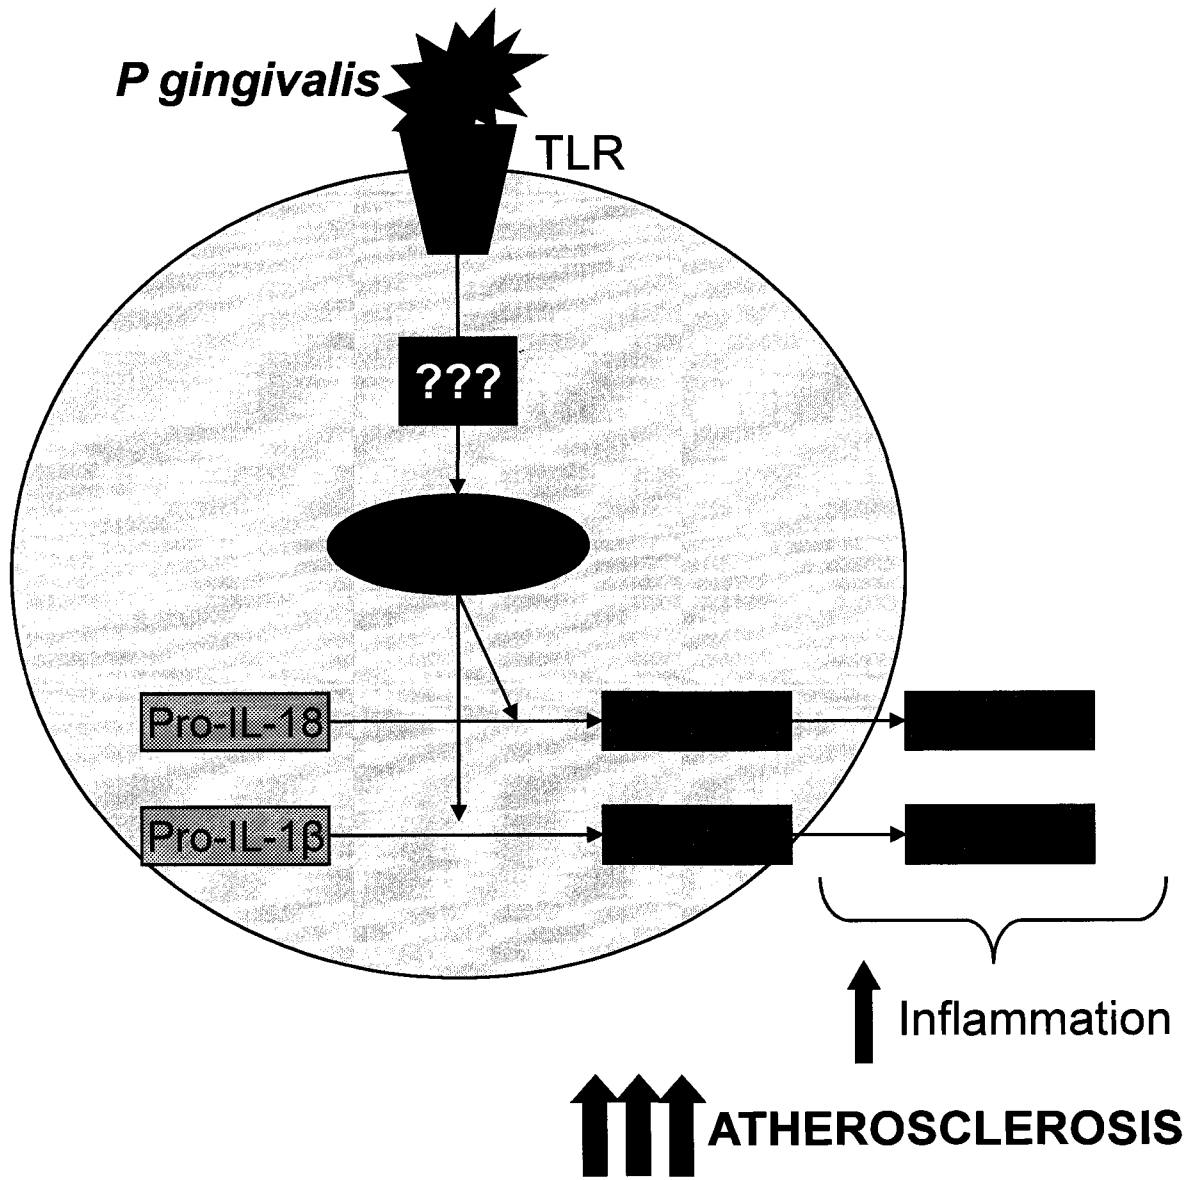 P gingivalis
TLR
???
Pro-IL-18
Pro-IL-1β
Inflammation
ATHEROSCLEROSIS